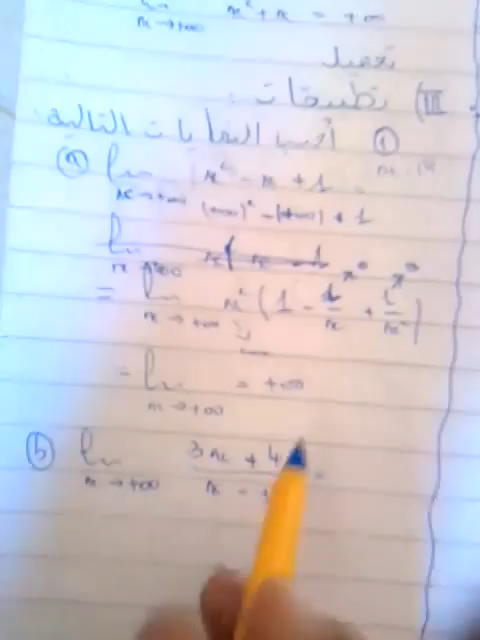 lim x² + x = +∞
x → +∞
III) تطبيقات :
① أحسب النهايات التالية
ⓐ lim x² - x + 1
x → +∞
(+∞)² - (+∞) + 1
lim
= lim x² (1 - 1/x + 1/x²)
x → +∞
= lim = +∞
x → +∞
ⓑ lim 3x + 4
x → +∞ x -